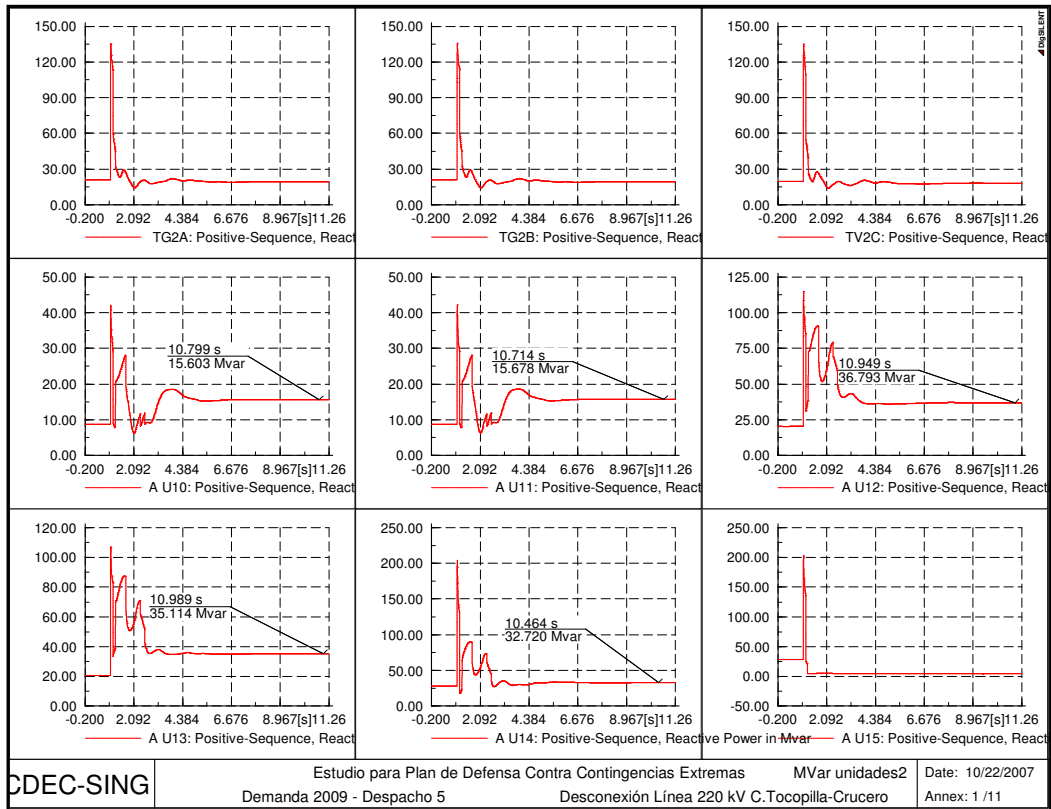 DIgSILENT
150.00 150.00 150.00
120.00 120.00 120.00
90.00 90.00 90.00
60.00 60.00 60.00
30.00 30.00 30.00
0.00 0.00 0.00
-0.200 2.092 4.384 6.676 8.967[s]11.26 -0.200 2.092 4.384 6.676 8.967[s]11.26 -0.200 2.092 4.384 6.676 8.967[s]11.26
TG2A: Positive-Sequence, React TG2B: Positive-Sequence, React TV2C: Positive-Sequence, React
50.00 50.00 125.00
40.00 40.00 100.00
30.00 30.00 75.00
10.799 s 10.714 s 10.949 s
15.603 Mvar 15.678 Mvar 36.793 Mvar
20.00 20.00 50.00
10.00 10.00 25.00
0.00 0.00 0.00
-0.200 2.092 4.384 6.676 8.967[s]11.26 -0.200 2.092 4.384 6.676 8.967[s]11.26 -0.200 2.092 4.384 6.676 8.967[s]11.26
A U10: Positive-Sequence, React A U11: Positive-Sequence, React A U12: Positive-Sequence, React
120.00 250.00 250.00
100.00 200.00 200.00
80.00 150.00 150.00
10.989 s 10.464 s
35.114 Mvar 32.720 Mvar
60.00 100.00 100.00
40.00 50.00 50.00
20.00 0.00
0.00 0.00 -50.00
-0.200 2.092 4.384 6.676 8.967[s]11.26 -0.200 2.092 4.384 6.676 8.967[s]11.26 -0.200 2.092 4.384 6.676 8.967[s]11.26
A U13: Positive-Sequence, React A U14: Positive-Sequence, Reactive Power in Mvar A U15: Positive-Sequence, React
CDEC-SING
Estudio para Plan de Defensa Contra Contingencias Extremas MVar unidades2 Date: 10/22/2007
Demanda 2009 - Despacho 5 Desconexión Línea 220 kV C.Tocopilla-Crucero Annex: 1 /11